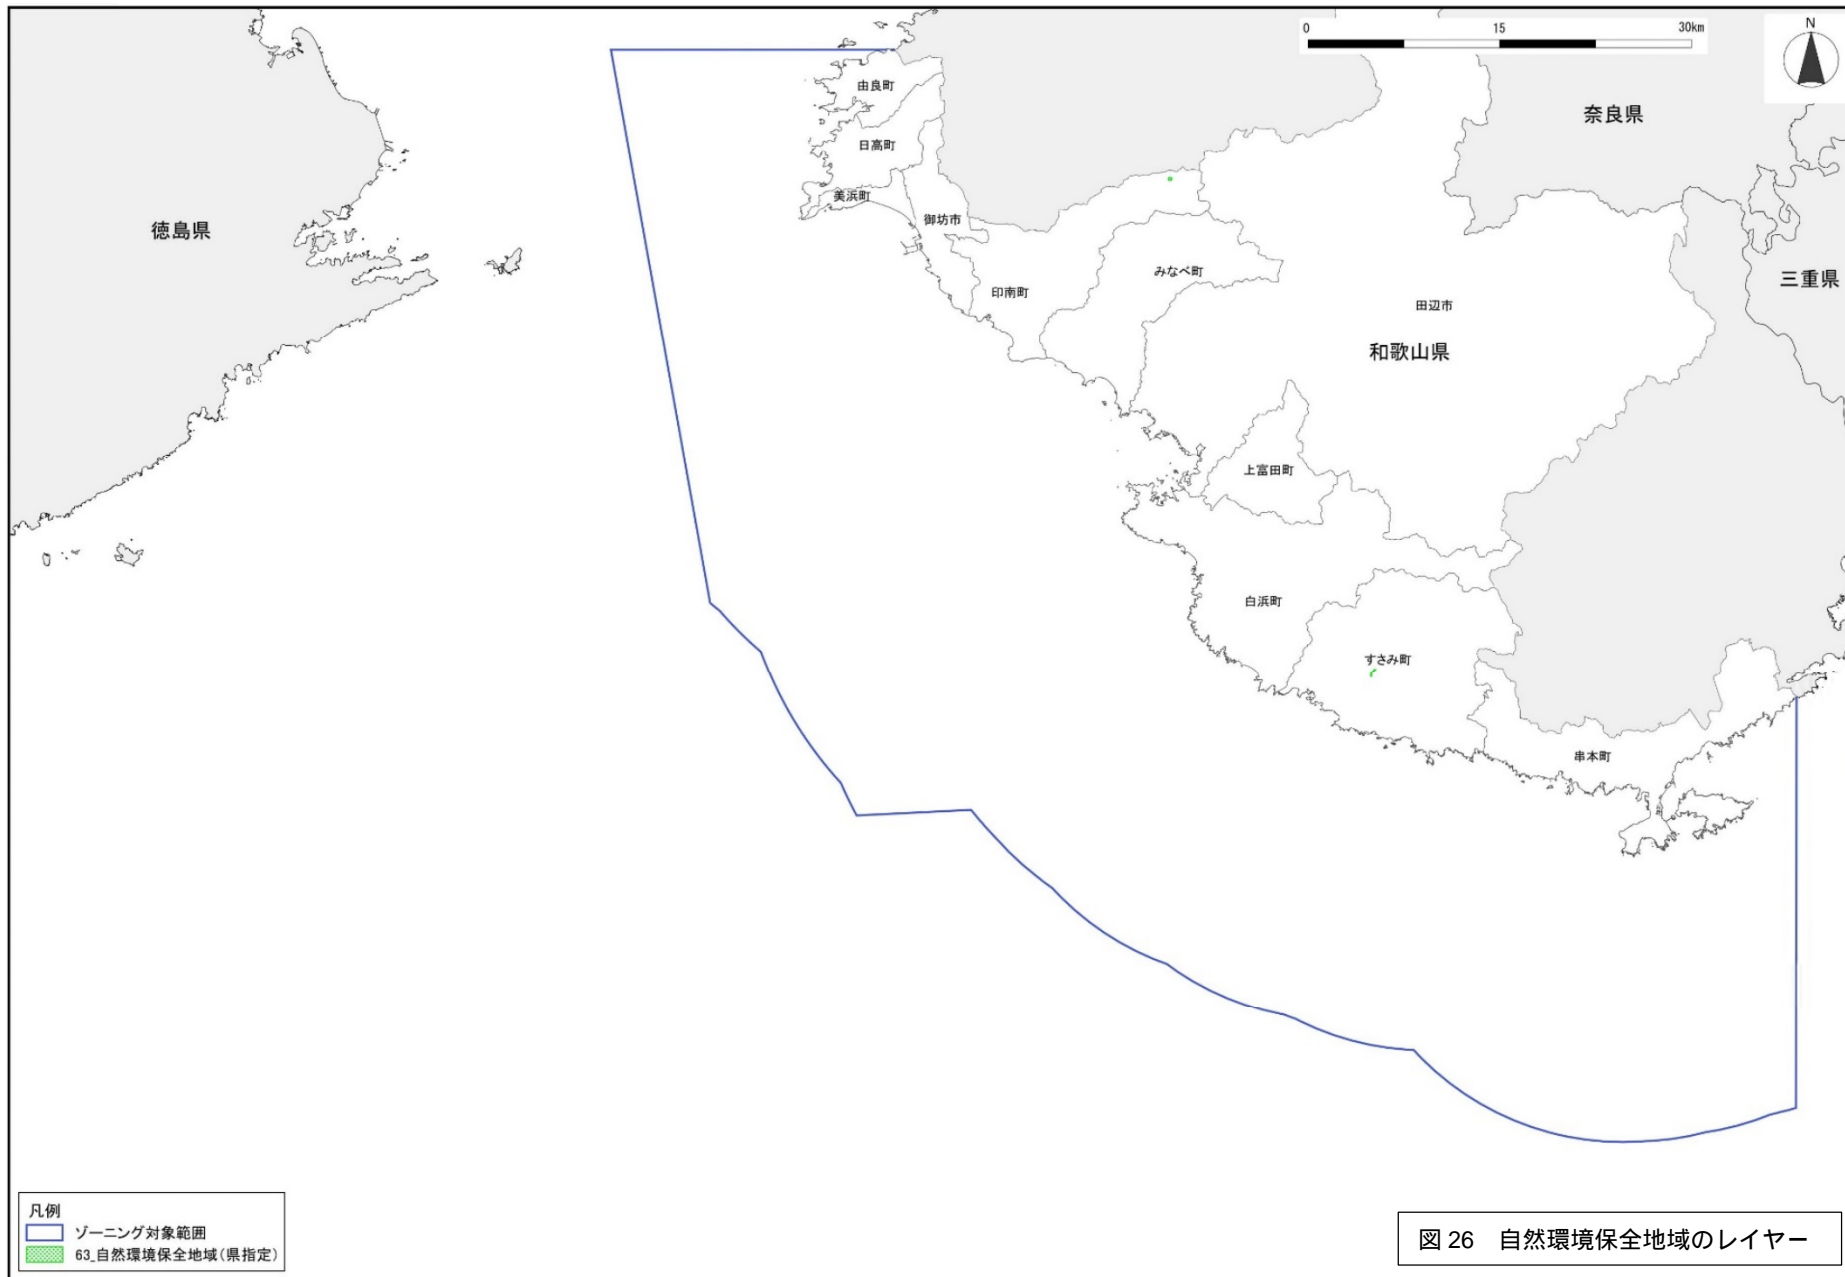 0 15 30km
N
由良町
奈良県
日高町
美浜町
御坊市
徳島県
みなべ町
三重県
印南町
田辺市
和歌山県
上富田町
白浜町
すさみ町
串本町
凡例
ゾーニング対象範囲
63_自然環境保全地域(県指定)
図 26 自然環境保全地域のレイヤー